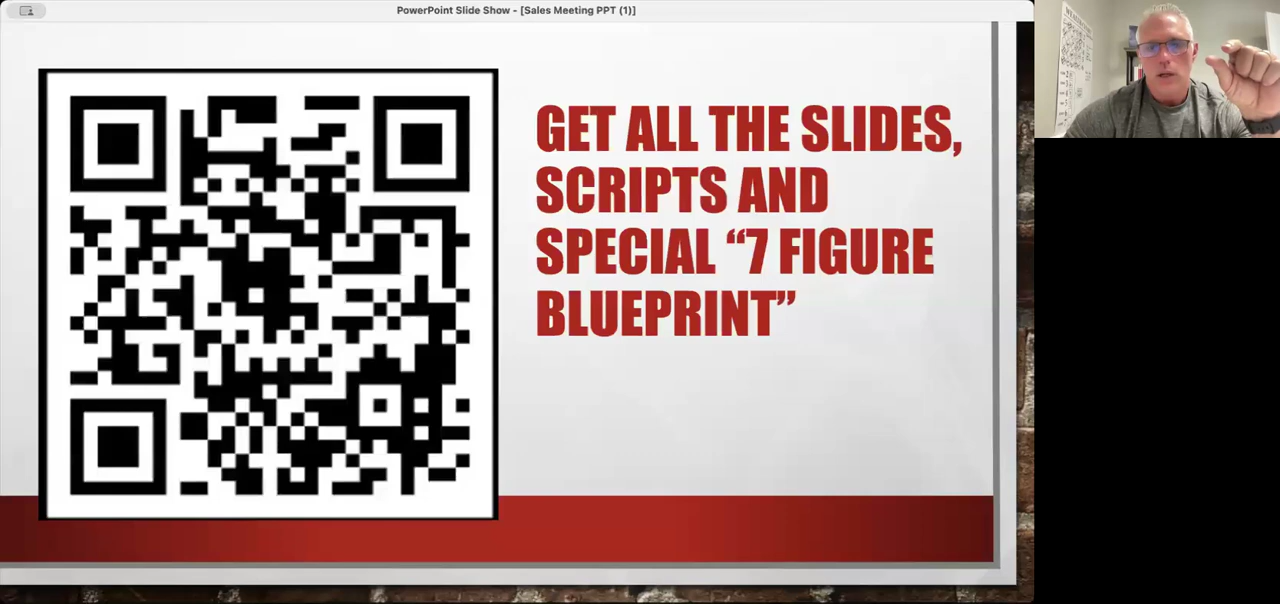 PowerPoint Slide Show - [Sales Meeting PPT (1)]
GET ALL THE SLIDES,
SCRIPTS AND
SPECIAL “7 FIGURE
BLUEPRINT”